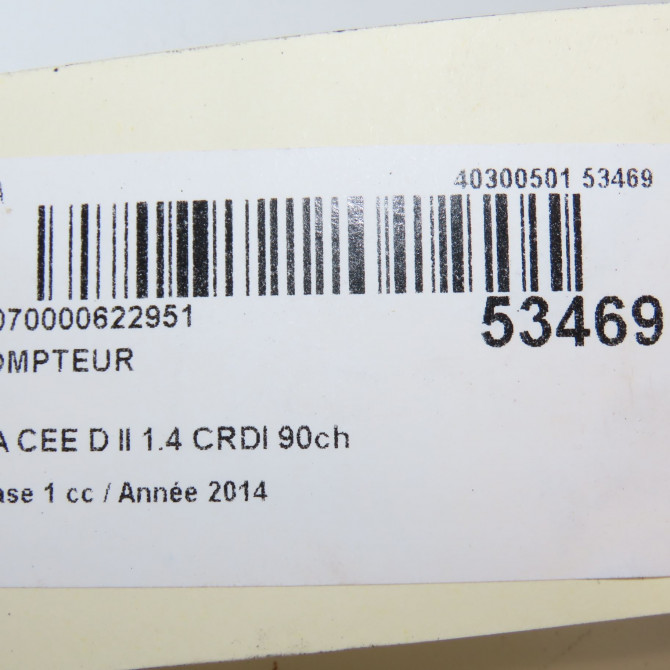 40300501 53469
070000622951
53469
OMPTEUR
A CEE D II 1.4 CRDI 90ch
ase 1 cc / Année 2014